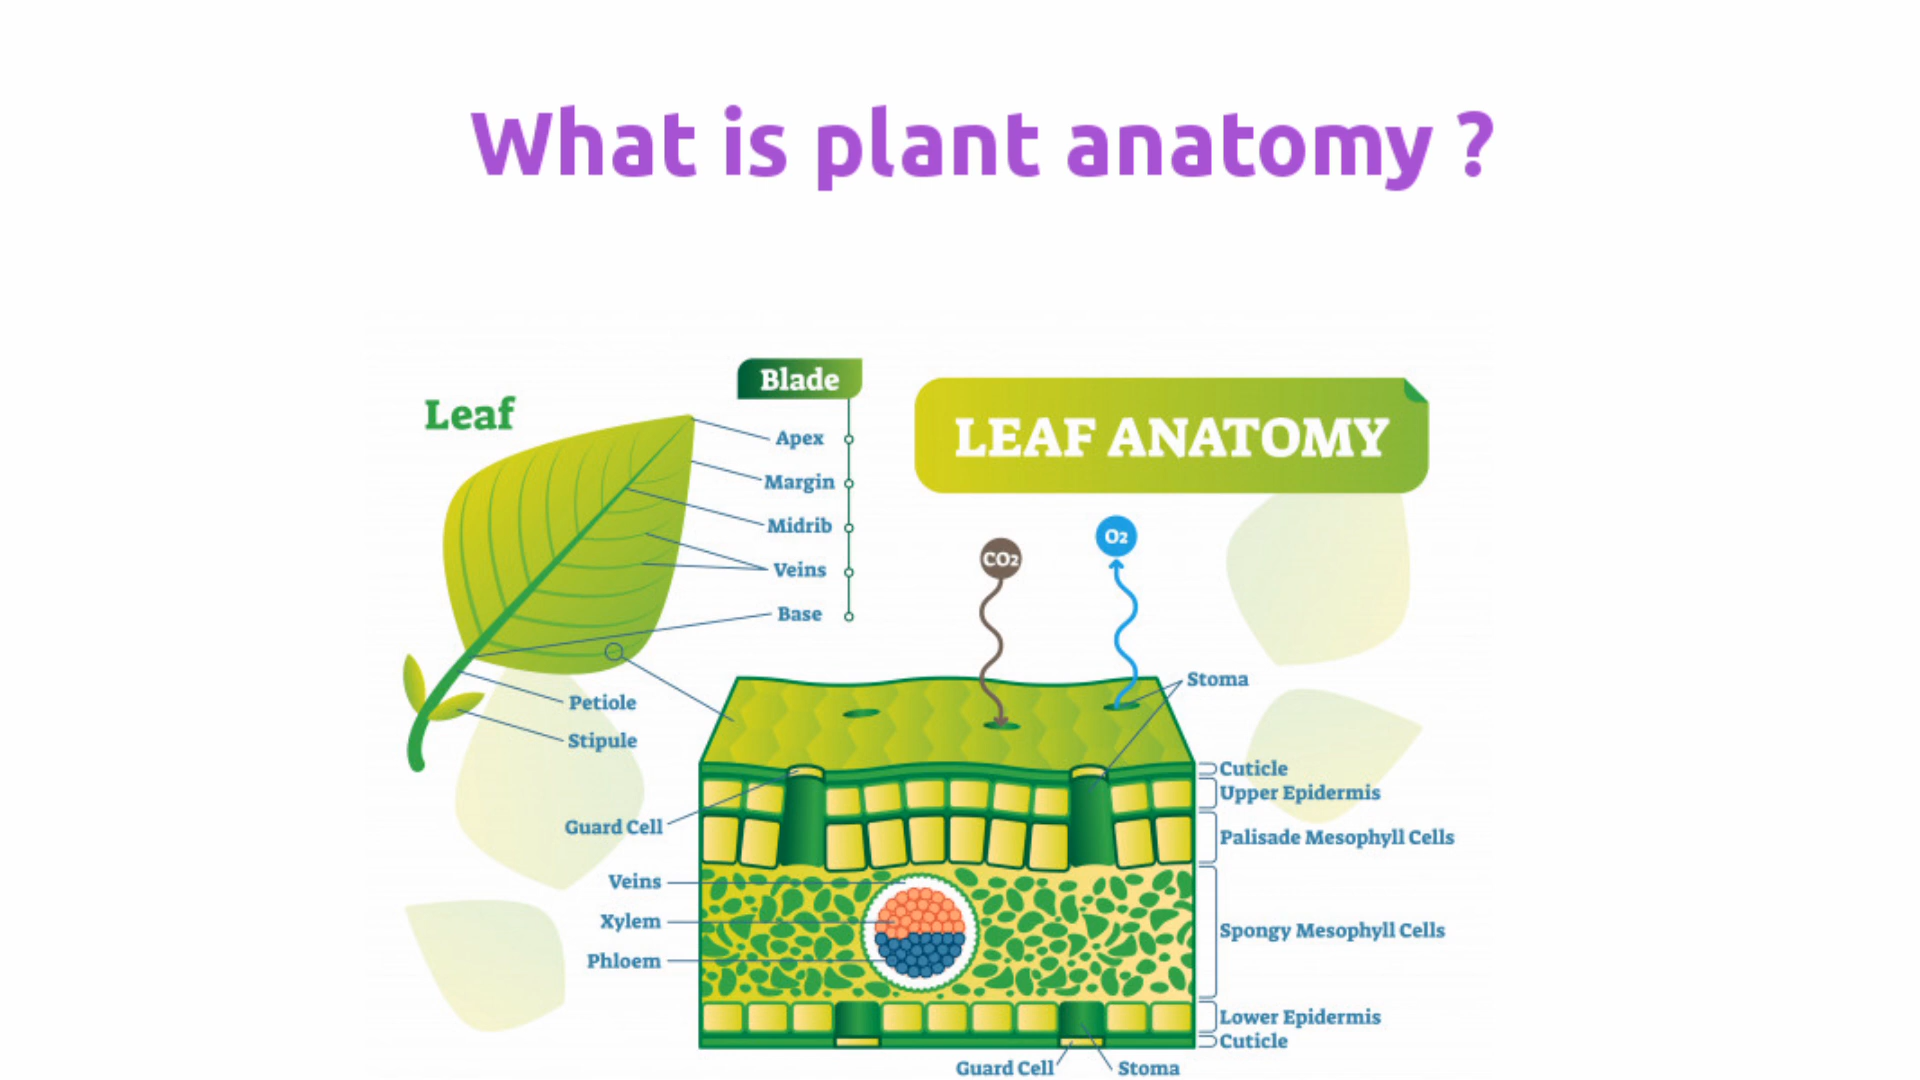 What is plant anatomy ?
Leaf
Blade
Apex
Margin
Midrib
Veins
Base
Petiole
Stipule
LEAF ANATOMY
CO2
O2
Stoma
Cuticle
Upper Epidermis
Palisade Mesophyll Cells
Spongy Mesophyll Cells
Lower Epidermis
Cuticle
Guard Cell
Veins
Xylem
Phloem
Guard Cell
Stoma